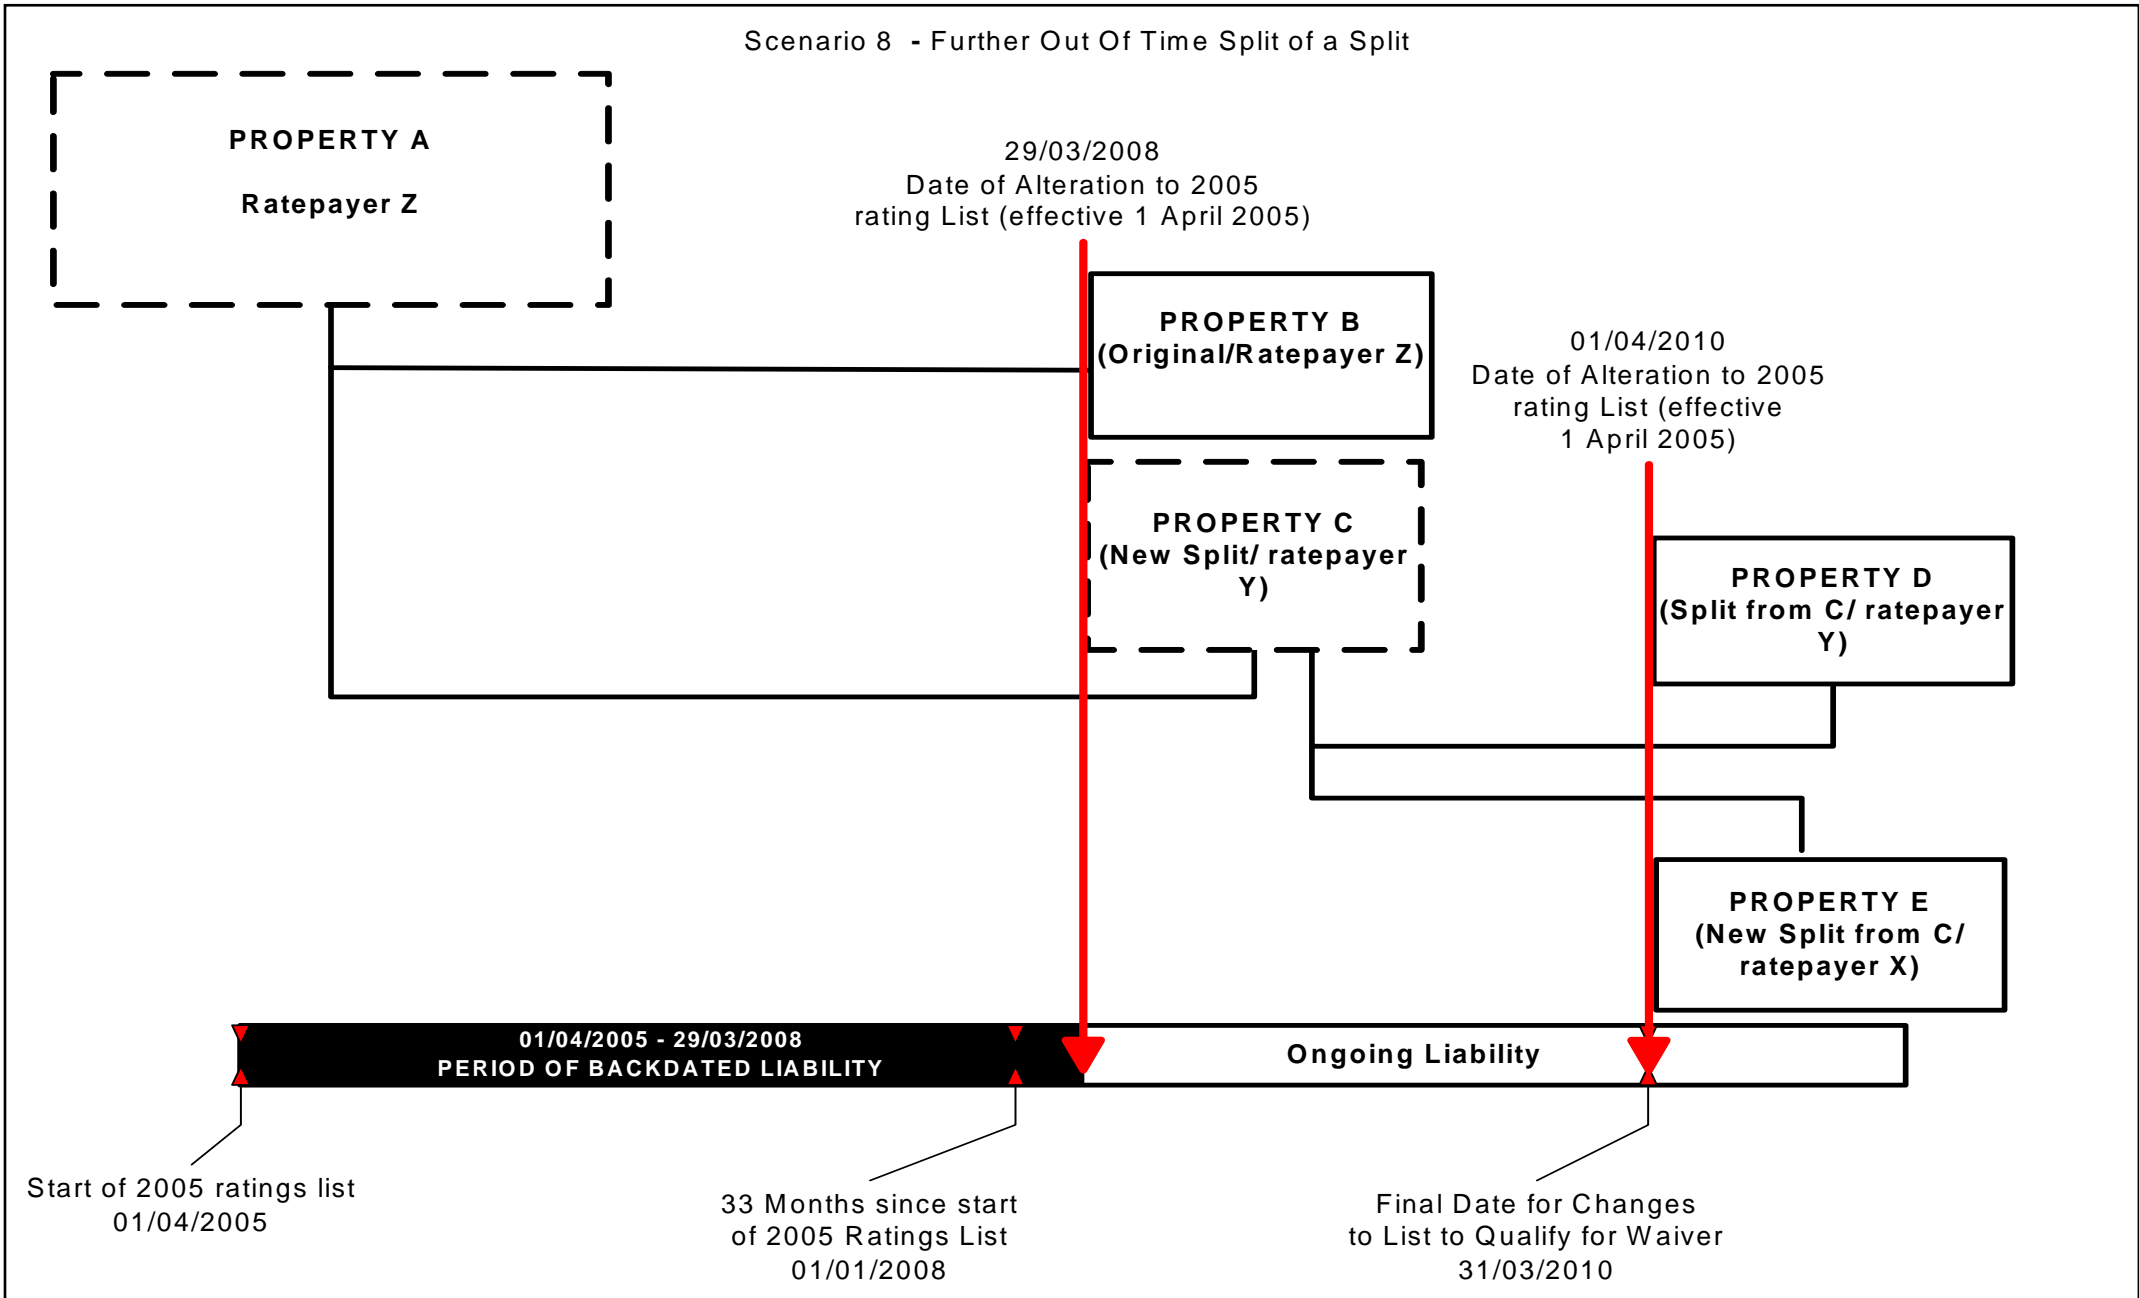 Scenario 8 - Further Out Of Time Split of a Split
PROPERTY A
Ratepayer Z
29/03/2008
Date of Alteration to 2005
rating List (effective 1 April 2005)
PROPERTY B
(Original/Ratepayer Z)
01/04/2010
Date of Alteration to 2005
rating List (effective
1 April 2005)
PROPERTY C
(New Split/ ratepayer
Y)
PROPERTY D
(Split from C/ ratepayer
Y)
PROPERTY E
(New Split from C/
ratepayer X)
01/04/2005 - 29/03/2008
PERIOD OF BACKDATED LIABILITY
Ongoing Liability
Start of 2005 ratings list
01/04/2005
33 Months since start
of 2005 Ratings List
01/01/2008
Final Date for Changes
to List to Qualify for Waiver
31/03/2010